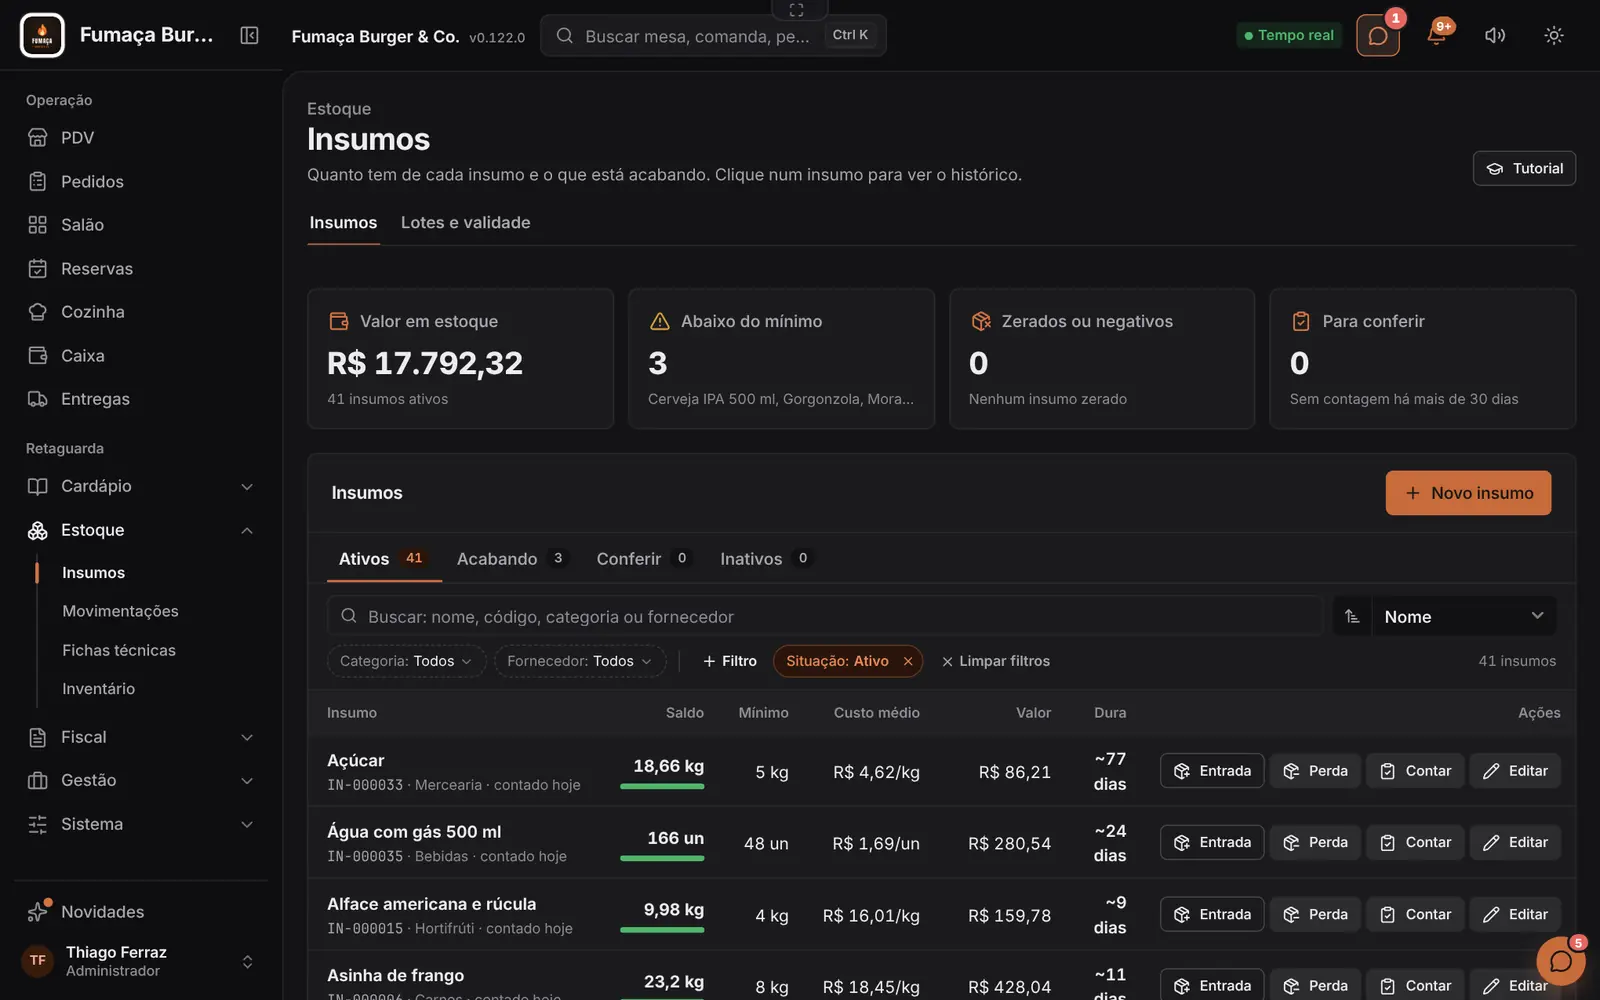 Fumaça Bur...
Fumaça Burger & Co. v0.122.0
Buscar mesa, comanda, pe... Ctrl K
Tempo real
1
9+
Operação
PDV
Pedidos
Salão
Reservas
Cozinha
Caixa
Entregas
Retaguarda
Cardápio
Estoque
Insumos
Movimentações
Fichas técnicas
Inventário
Fiscal
Gestão
Sistema
Novidades
TF
Thiago Ferraz
Administrador
Estoque
Insumos
Quanto tem de cada insumo e o que está acabando. Clique num insumo para ver o histórico.
Tutorial
Insumos Lotes e validade
Valor em estoque
R$ 17.792,32
41 insumos ativos
Abaixo do mínimo
3
Cerveja IPA 500 ml, Gorgonzola, Mora...
Zerados ou negativos
0
Nenhum insumo zerado
Para conferir
0
Sem contagem há mais de 30 dias
Insumos
Novo insumo
Ativos 41 Acabando 3 Conferir 0 Inativos 0
Buscar: nome, código, categoria ou fornecedor
Nome
Categoria: Todos Fornecedor: Todos + Filtro Situação: Ativo × × Limpar filtros 41 insumos
Insumo Saldo Mínimo Custo médio Valor Dura Ações
Açúcar
IN-000033 · Mercearia · contado hoje
18,66 kg 5 kg R$ 4,62/kg R$ 86,21 ~77 dias Entrada Perda Contar Editar
Água com gás 500 ml
IN-000035 · Bebidas · contado hoje
166 un 48 un R$ 1,69/un R$ 280,54 ~24 dias Entrada Perda Contar Editar
Alface americana e rúcula
IN-000015 · Hortifrúti · contado hoje
9,98 kg 4 kg R$ 16,01/kg R$ 159,78 ~9 dias Entrada Perda Contar Editar
Asinha de frango
IN-000006 · Carnes · contado hoje
23,2 kg 8 kg R$ 18,45/kg R$ 428,04 ~11 dias Entrada Perda Contar Editar
5